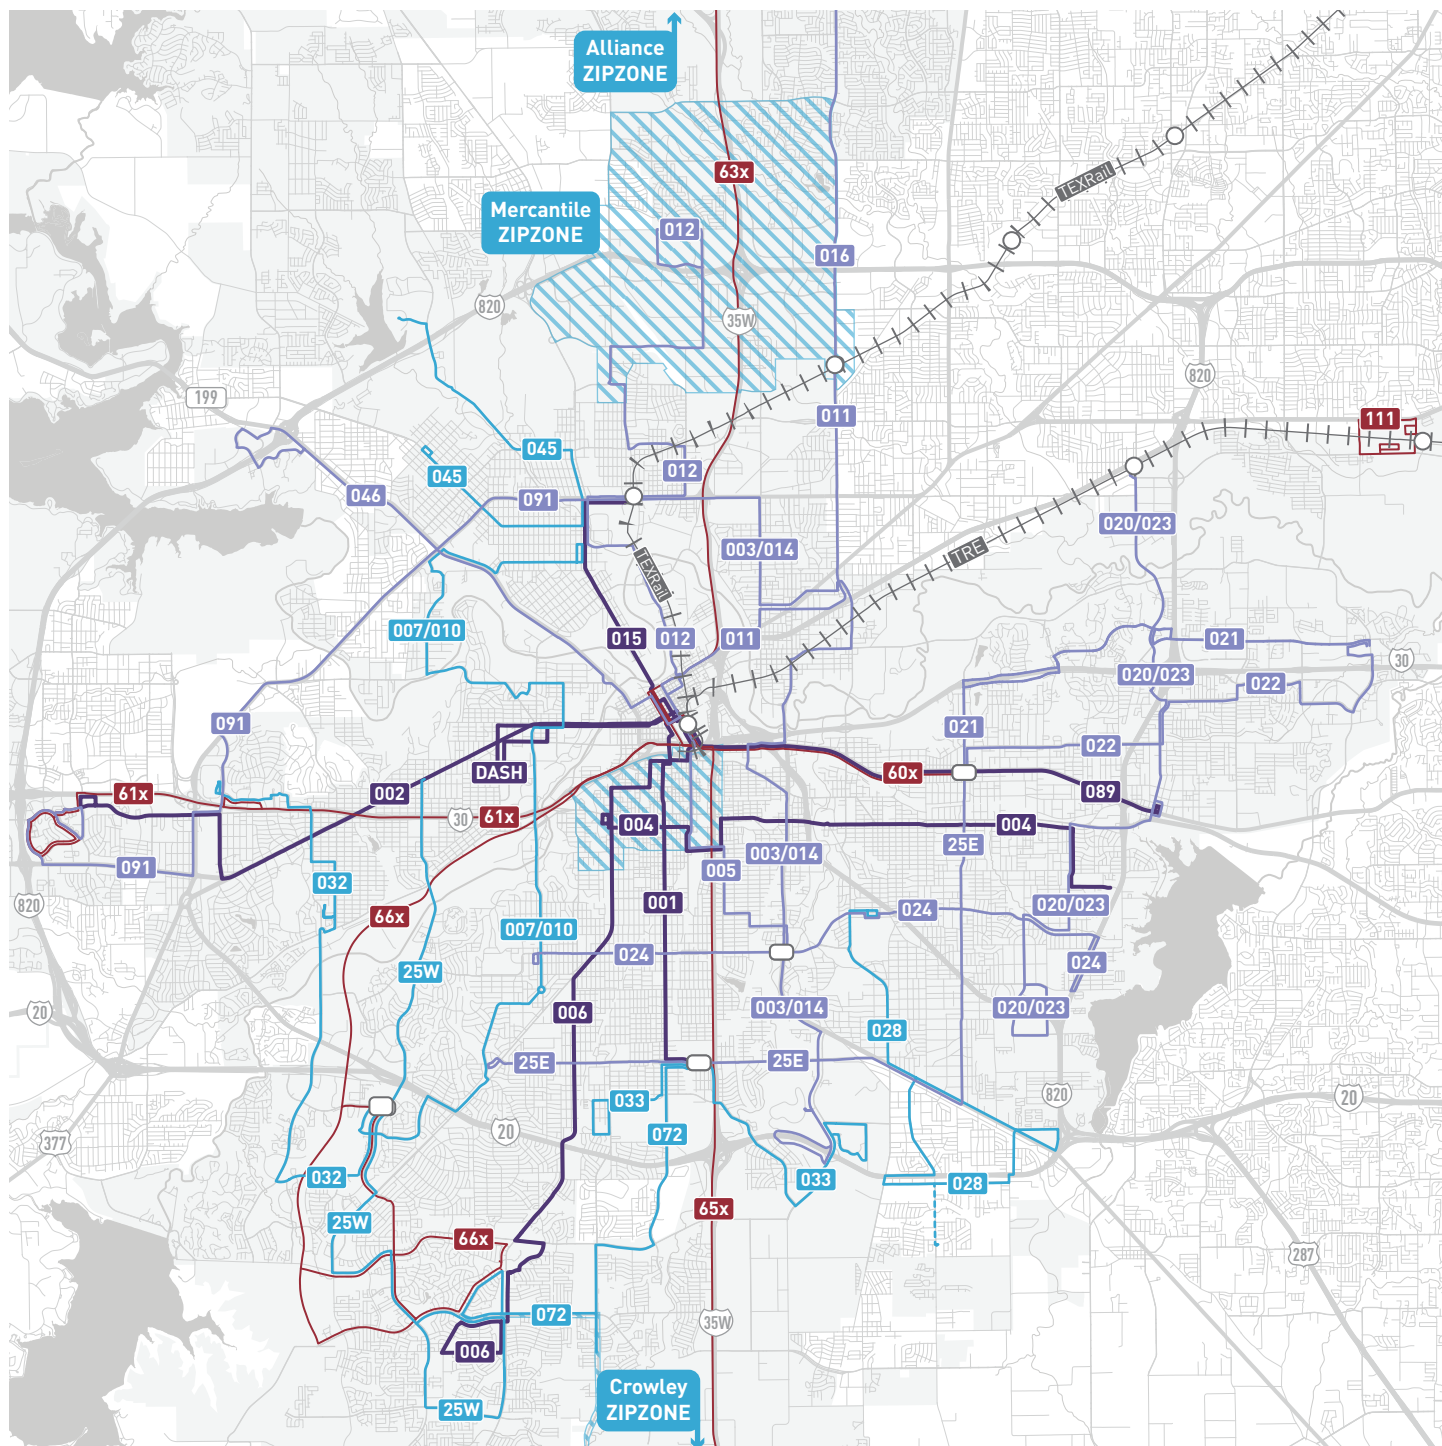 Alliance
ZIPZONE
63x
TEXRail
Mercantile
ZIPZONE
012
016
820
35W
820
199
011
111
045
045
012
046
091
020/023
003/014
TRE
TEXRail
007/010
015
012
011
021
30
020/023
022
091
021
022
DASH
60x
61x
002
089
30
61x
004
004
25E
003/014
091
005
032
820
001
020/023
66x
024
007/010
024
024
25W
20
006
003/014
020/023
028
25E
25E
820
20
033
20
072
377
032
033
028
65x
25W
66x
287
072
35W
006
Crowley
ZIPZONE
25W